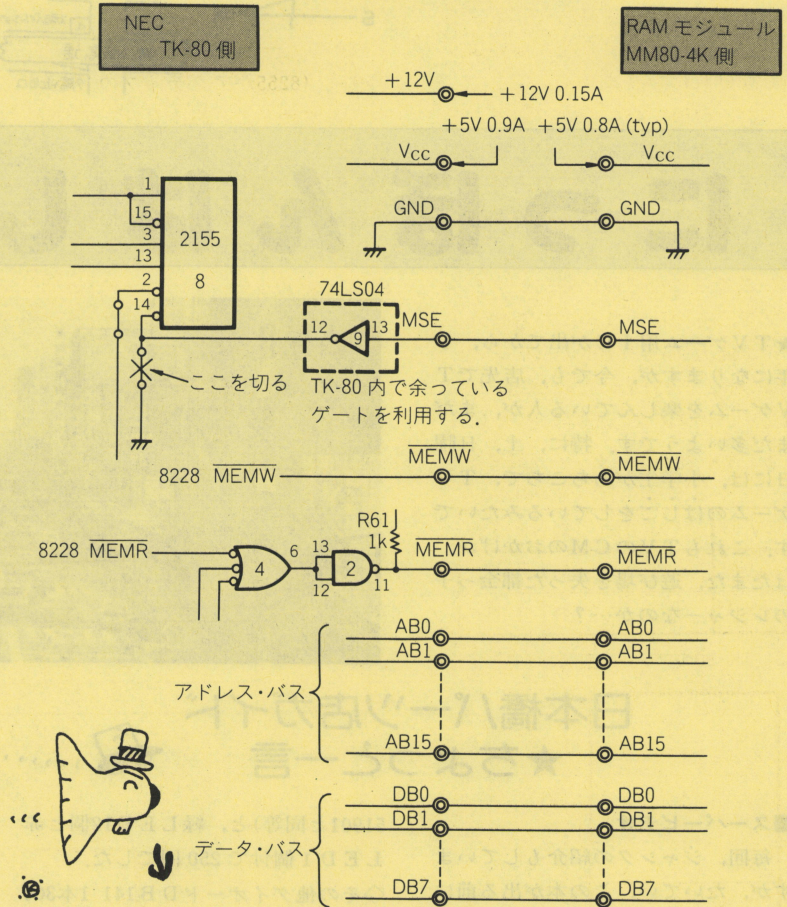 NEC
TK-80 側
RAM モジュール
MM80-4K 側
+12V
+12V 0.15A
+5V 0.9A +5V 0.8A (typ)
Vcc
Vcc
GND
GND
1
15
3
13
2
14
2155
8
74LS04
12
9
13
MSE
MSE
ここを切る
TK-80 内で余っている
ゲートを利用する.
8228 MEMW
MEMW
MEMW
R61
1k
8228 MEMR
4
6
13
12
2
11
MEMR
MEMR
AB0
AB0
AB1
AB1
アドレス・バス
AB15
AB15
DB0
DB0
DB1
DB1
データ・バス
DB7
DB7